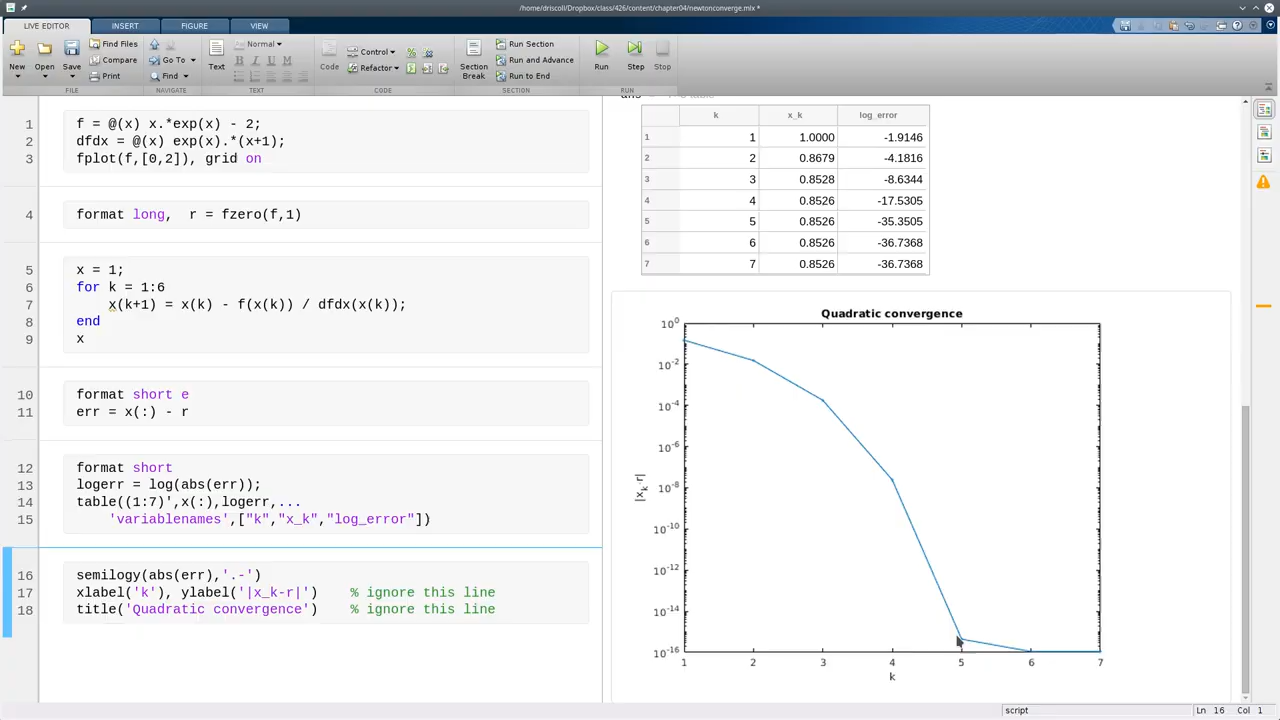 /home/driscoll/Dropbox/class/426/content/chapter04/newtonconverge.mlx *
LIVE EDITOR INSERT FIGURE VIEW
New Open Save
Find Files
Compare
Print
Go To
Find
Text
Normal
B I U M
Code
Control
Refactor
Section Break
Run Section
Run and Advance
Run to End
Run Step Stop
FILE NAVIGATE TEXT CODE SECTION RUN
1 f = @(x) x.*exp(x) - 2;
2 dfdx = @(x) exp(x).*(x+1);
3 fplot(f,[0,2]), grid on
4 format long,  r = fzero(f,1)
5 x = 1;
6 for k = 1:6
7 x(k+1) = x(k) - f(x(k)) / dfdx(x(k));
8 end
9 x
10 format short e
11 err = x(:) - r
12 format short
13 logerr = log(abs(err));
14 table((1:7)',x(:),logerr,...
15 'variablenames',["k","x_k","log_error"])
16 semilogy(abs(err),'.-')
17 xlabel('k'), ylabel('|x_k-r|')    % ignore this line
18 title('Quadratic convergence')    % ignore this line
k x_k log_error
1 1 1.0000 -1.9146
2 2 0.8679 -4.1816
3 3 0.8528 -8.6344
4 4 0.8526 -17.5305
5 5 0.8526 -35.3505
6 6 0.8526 -36.7368
7 7 0.8526 -36.7368
Quadratic convergence
10^0
10^-2
10^-4
10^-6
10^-8
10^-10
10^-12
10^-14
10^-16
|x_k-r|
1 2 3 4 5 6 7
k
script Ln 16 Col 1